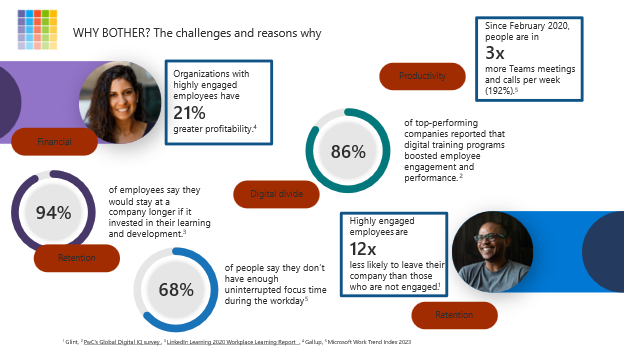 WHY BOTHER? The challenges and reasons why
Since February 2020,
people are in
3x
more Teams meetings
and calls per week
(192%).⁵
Productivity
Organizations with
highly engaged
employees have
21%
greater profitability.⁴
Financial
86%
of top-performing
companies reported that
digital training programs
boosted employee
engagement and
performance. ²
Digital divide
94%
of employees say they
would stay at a
company longer if it
invested in their learning
and development.³
Retention
68%
of people say they don't
have enough
uninterrupted focus time
during the workday⁵
Highly engaged
employees are
12x
less likely to leave their
company than those
who are not engaged.¹
Retention
¹ Glint, ² PwC's Global Digital IQ survey, ³ LinkedIn Learning 2020 Workplace Learning Report, ⁴ Gallup, ⁵ Microsoft Work Trend Index 2023